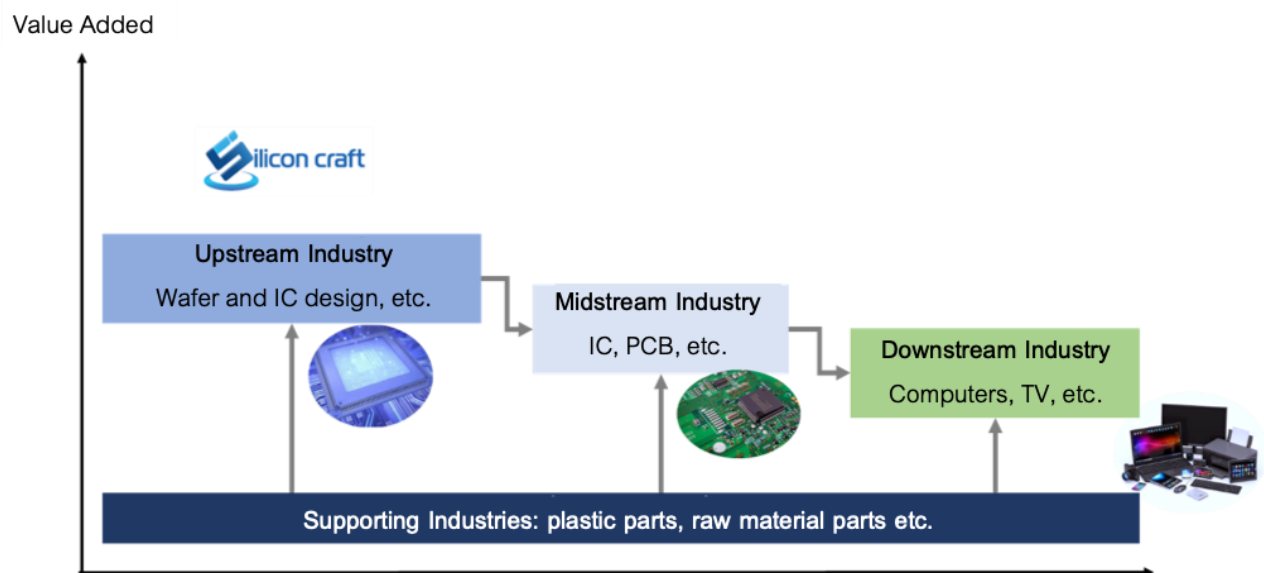 Value Added
Silicon craft
Upstream Industry
Wafer and IC design, etc.
Midstream Industry
IC, PCB, etc.
Downstream Industry
Computers, TV, etc.
Supporting Industries: plastic parts, raw material parts etc.